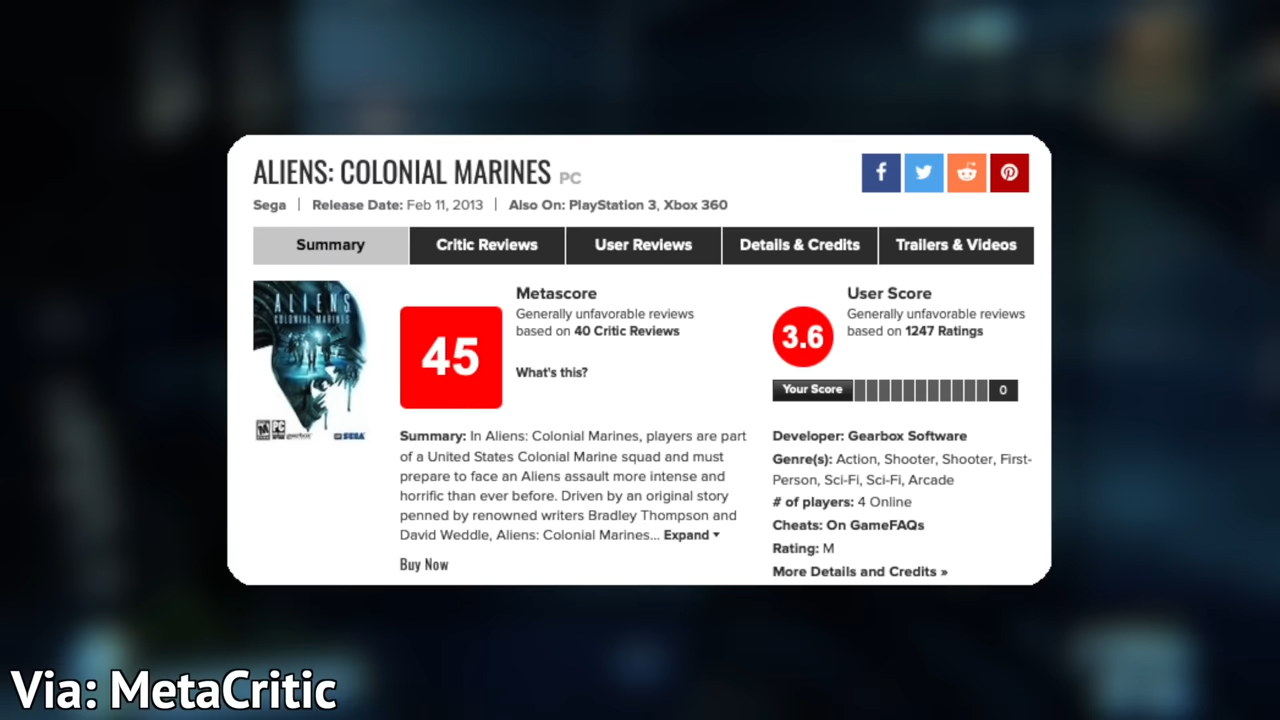 ALIENS: COLONIAL MARINES PC
Sega | Release Date: Feb 11, 2013 | Also On: PlayStation 3, Xbox 360
Summary Critic Reviews User Reviews Details & Credits Trailers & Videos
ALIENS
COLONIAL MARINES
PC
gearbox
SEGA
45
Metascore
Generally unfavorable reviews
based on 40 Critic Reviews
What's this?
User Score
3.6
Generally unfavorable reviews
based on 1247 Ratings
Your Score 0
Summary: In Aliens: Colonial Marines, players are part
of a United States Colonial Marine squad and must
prepare to face an Aliens assault more intense and
horrific than ever before. Driven by an original story
penned by renowned writers Bradley Thompson and
David Weddle, Aliens: Colonial Marines... Expand
Buy Now
Developer: Gearbox Software
Genre(s): Action, Shooter, Shooter, First-
Person, Sci-Fi, Sci-Fi, Arcade
# of players: 4 Online
Cheats: On GameFAQs
Rating: M
More Details and Credits »
Via: MetaCritic